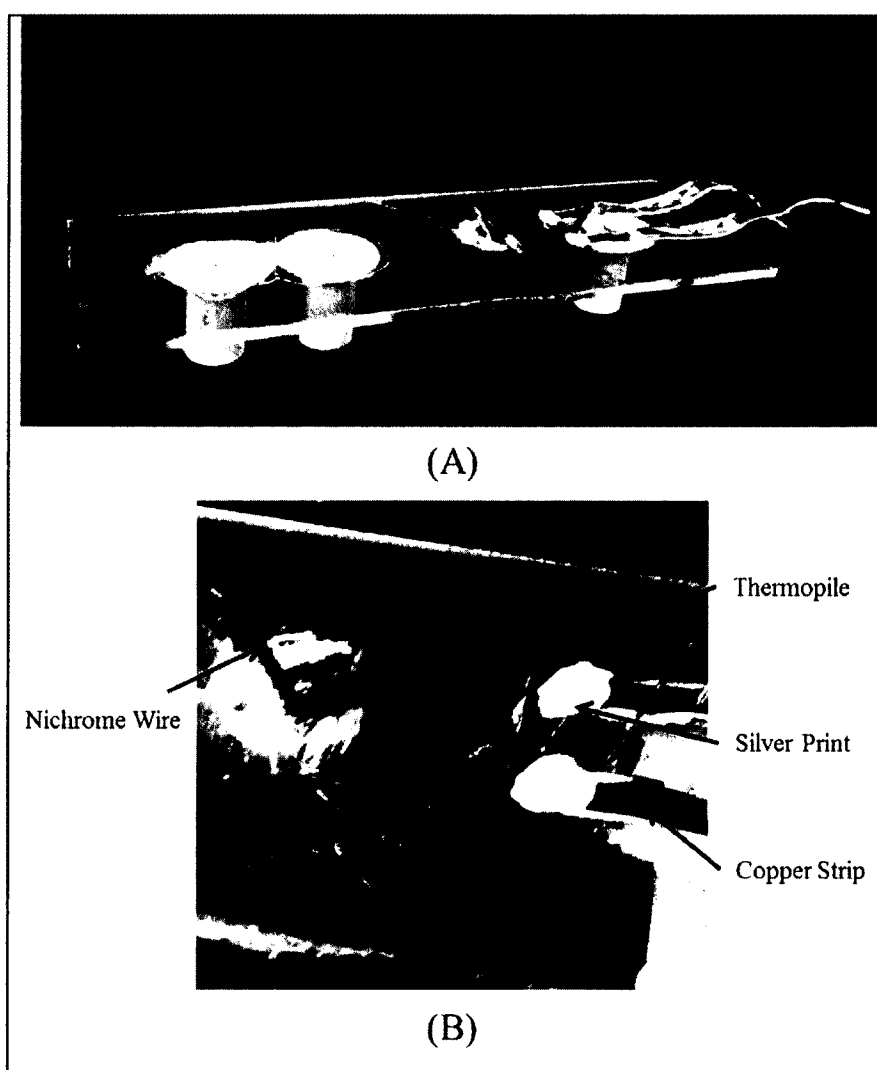 (A)
Thermopile
Nichrome Wire
Silver Print
Copper Strip
(B)